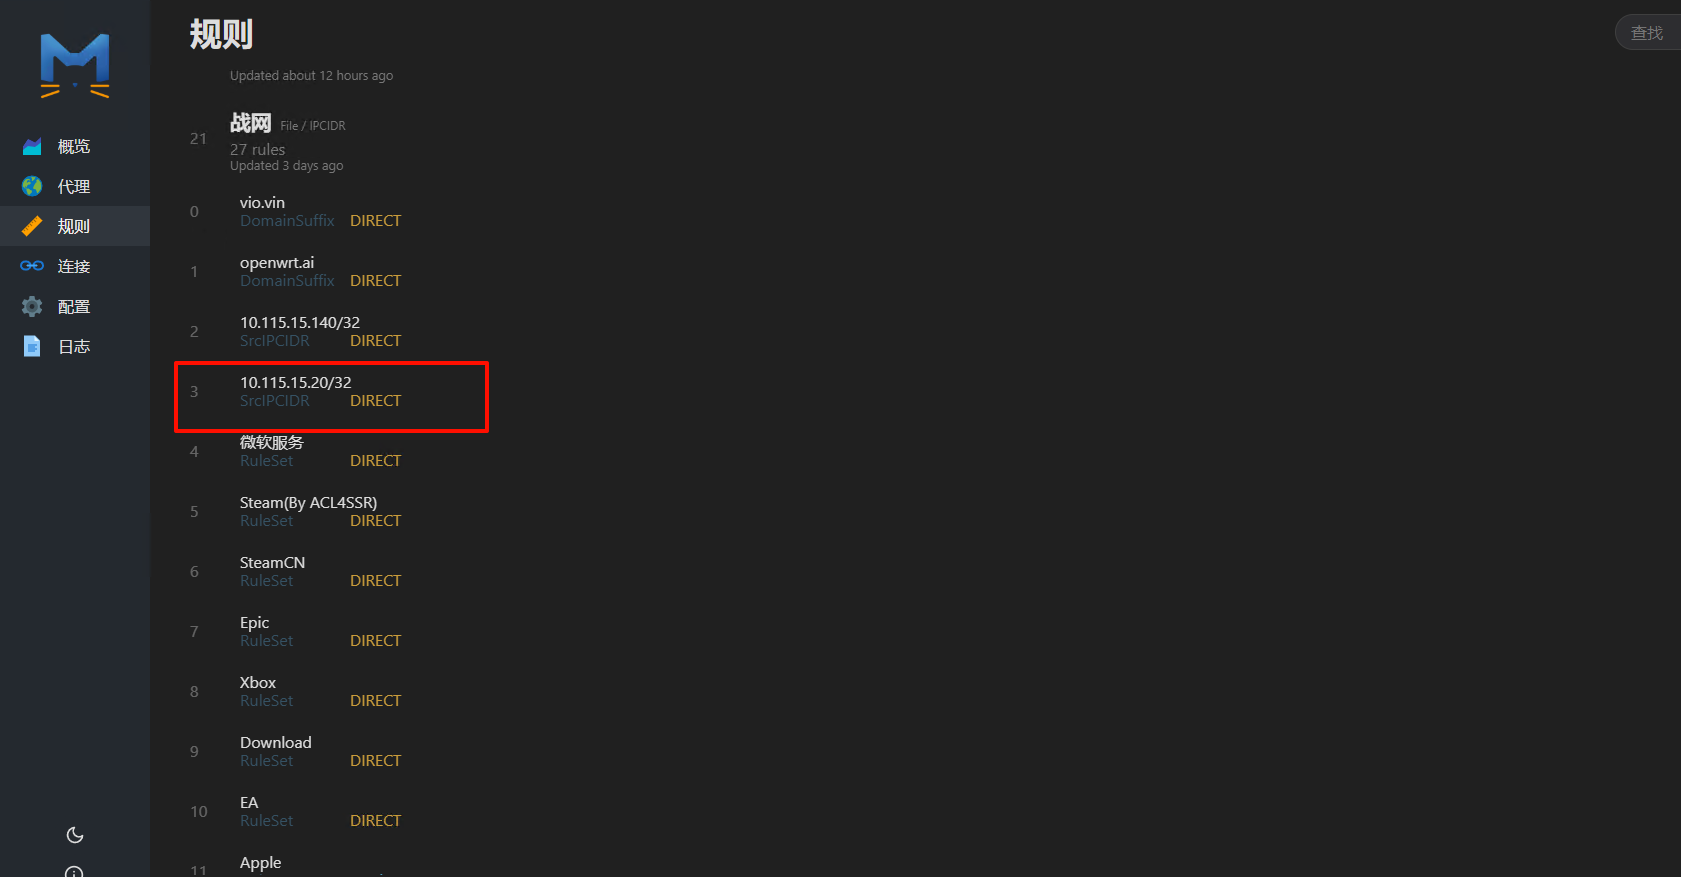 规则
查找
概览
代理
规则
连接
配置
日志
Updated about 12 hours ago
21
战网 File / IPCIDR
27 rules
Updated 3 days ago
0
vio.vin
DomainSuffix DIRECT
1
openwrt.ai
DomainSuffix DIRECT
2
10.115.15.140/32
SrcIPCIDR DIRECT
3
10.115.15.20/32
SrcIPCIDR DIRECT
4
微软服务
RuleSet DIRECT
5
Steam(By ACL4SSR)
RuleSet DIRECT
6
SteamCN
RuleSet DIRECT
7
Epic
RuleSet DIRECT
8
Xbox
RuleSet DIRECT
9
Download
RuleSet DIRECT
10
EA
RuleSet DIRECT
11
Apple